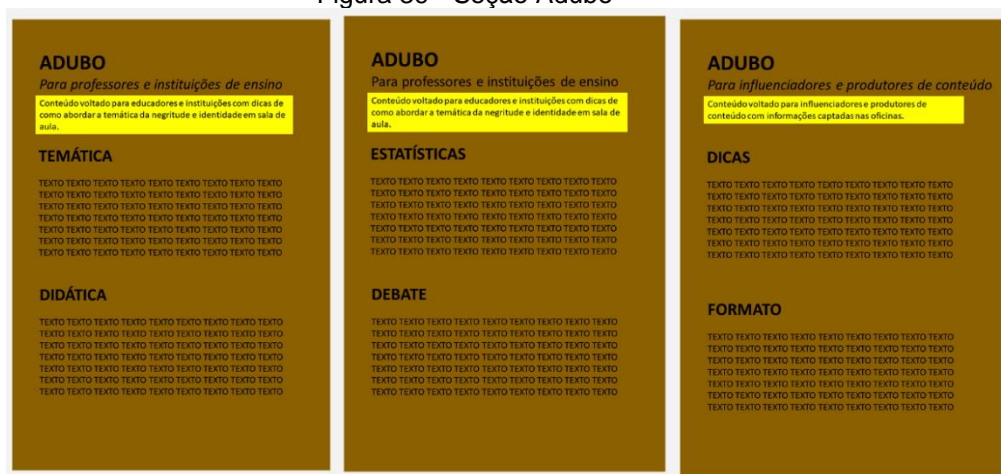 Figura - Seção Adubo
ADUBO
Para professores e instituições de ensino
Conteúdo voltado para educadores e instituições com dicas de
como abordar a temática da negritude e identidade em sala de
aula.
TEMÁTICA
TEXTO TEXTO TEXTO TEXTO TEXTO TEXTO TEXTO TEXTO TEXTO
TEXTO TEXTO TEXTO TEXTO TEXTO TEXTO TEXTO TEXTO TEXTO
TEXTO TEXTO TEXTO TEXTO TEXTO TEXTO TEXTO TEXTO TEXTO
TEXTO TEXTO TEXTO TEXTO TEXTO TEXTO TEXTO TEXTO TEXTO
TEXTO TEXTO TEXTO TEXTO TEXTO TEXTO TEXTO TEXTO TEXTO
TEXTO TEXTO TEXTO TEXTO TEXTO TEXTO TEXTO TEXTO TEXTO
TEXTO TEXTO TEXTO TEXTO TEXTO TEXTO TEXTO TEXTO TEXTO
DIDÁTICA
TEXTO TEXTO TEXTO TEXTO TEXTO TEXTO TEXTO TEXTO TEXTO
TEXTO TEXTO TEXTO TEXTO TEXTO TEXTO TEXTO TEXTO TEXTO
TEXTO TEXTO TEXTO TEXTO TEXTO TEXTO TEXTO TEXTO TEXTO
TEXTO TEXTO TEXTO TEXTO TEXTO TEXTO TEXTO TEXTO TEXTO
TEXTO TEXTO TEXTO TEXTO TEXTO TEXTO TEXTO TEXTO TEXTO
TEXTO TEXTO TEXTO TEXTO TEXTO TEXTO TEXTO TEXTO TEXTO
TEXTO TEXTO TEXTO TEXTO TEXTO TEXTO TEXTO TEXTO TEXTO
ADUBO
Para professores e instituições de ensino
Conteúdo voltado para educadores e instituições com dicas de
como abordar a temática da negritude e identidade em sala de
aula.
ESTATÍSTICAS
TEXTO TEXTO TEXTO TEXTO TEXTO TEXTO TEXTO TEXTO TEXTO
TEXTO TEXTO TEXTO TEXTO TEXTO TEXTO TEXTO TEXTO TEXTO
TEXTO TEXTO TEXTO TEXTO TEXTO TEXTO TEXTO TEXTO TEXTO
TEXTO TEXTO TEXTO TEXTO TEXTO TEXTO TEXTO TEXTO TEXTO
TEXTO TEXTO TEXTO TEXTO TEXTO TEXTO TEXTO TEXTO TEXTO
TEXTO TEXTO TEXTO TEXTO TEXTO TEXTO TEXTO TEXTO TEXTO
TEXTO TEXTO TEXTO TEXTO TEXTO TEXTO TEXTO TEXTO TEXTO
DEBATE
TEXTO TEXTO TEXTO TEXTO TEXTO TEXTO TEXTO TEXTO TEXTO
TEXTO TEXTO TEXTO TEXTO TEXTO TEXTO TEXTO TEXTO TEXTO
TEXTO TEXTO TEXTO TEXTO TEXTO TEXTO TEXTO TEXTO TEXTO
TEXTO TEXTO TEXTO TEXTO TEXTO TEXTO TEXTO TEXTO TEXTO
TEXTO TEXTO TEXTO TEXTO TEXTO TEXTO TEXTO TEXTO TEXTO
TEXTO TEXTO TEXTO TEXTO TEXTO TEXTO TEXTO TEXTO TEXTO
TEXTO TEXTO TEXTO TEXTO TEXTO TEXTO TEXTO TEXTO TEXTO
ADUBO
Para influenciadores e produtores de conteúdo
Conteúdo voltado para influenciadores e produtores de
conteúdo com informações captadas nas oficinas.
DICAS
TEXTO TEXTO TEXTO TEXTO TEXTO TEXTO TEXTO TEXTO TEXTO
TEXTO TEXTO TEXTO TEXTO TEXTO TEXTO TEXTO TEXTO TEXTO
TEXTO TEXTO TEXTO TEXTO TEXTO TEXTO TEXTO TEXTO TEXTO
TEXTO TEXTO TEXTO TEXTO TEXTO TEXTO TEXTO TEXTO TEXTO
TEXTO TEXTO TEXTO TEXTO TEXTO TEXTO TEXTO TEXTO TEXTO
TEXTO TEXTO TEXTO TEXTO TEXTO TEXTO TEXTO TEXTO TEXTO
TEXTO TEXTO TEXTO TEXTO TEXTO TEXTO TEXTO TEXTO TEXTO
FORMATO
TEXTO TEXTO TEXTO TEXTO TEXTO TEXTO TEXTO TEXTO TEXTO
TEXTO TEXTO TEXTO TEXTO TEXTO TEXTO TEXTO TEXTO TEXTO
TEXTO TEXTO TEXTO TEXTO TEXTO TEXTO TEXTO TEXTO TEXTO
TEXTO TEXTO TEXTO TEXTO TEXTO TEXTO TEXTO TEXTO TEXTO
TEXTO TEXTO TEXTO TEXTO TEXTO TEXTO TEXTO TEXTO TEXTO
TEXTO TEXTO TEXTO TEXTO TEXTO TEXTO TEXTO TEXTO TEXTO
TEXTO TEXTO TEXTO TEXTO TEXTO TEXTO TEXTO TEXTO TEXTO